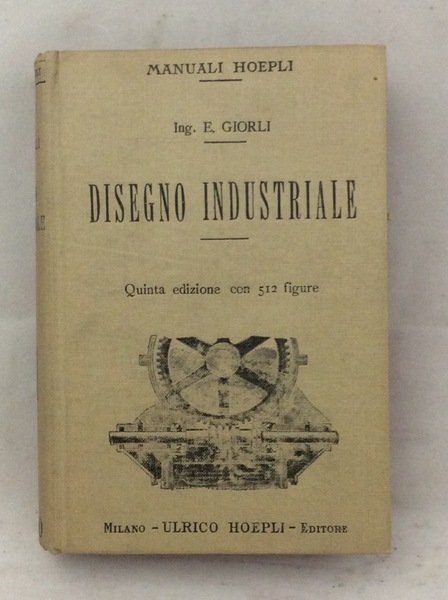 MANUALI HOEPLI
Ing. E. GIORLI
DISEGNO INDUSTRIALE
Quinta edizione con 512 figure
MILANO - ULRICO HOEPLI - EDITORE